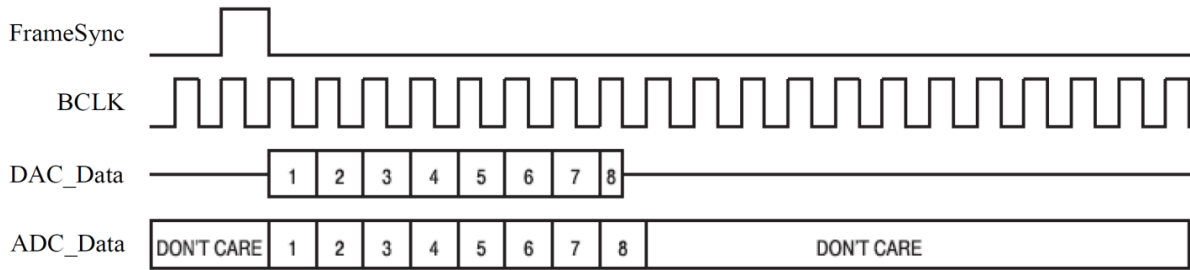 FrameSync
BCLK
DAC_Data 1 2 3 4 5 6 7 8
ADC_Data DON'T CARE 1 2 3 4 5 6 7 8 DON'T CARE